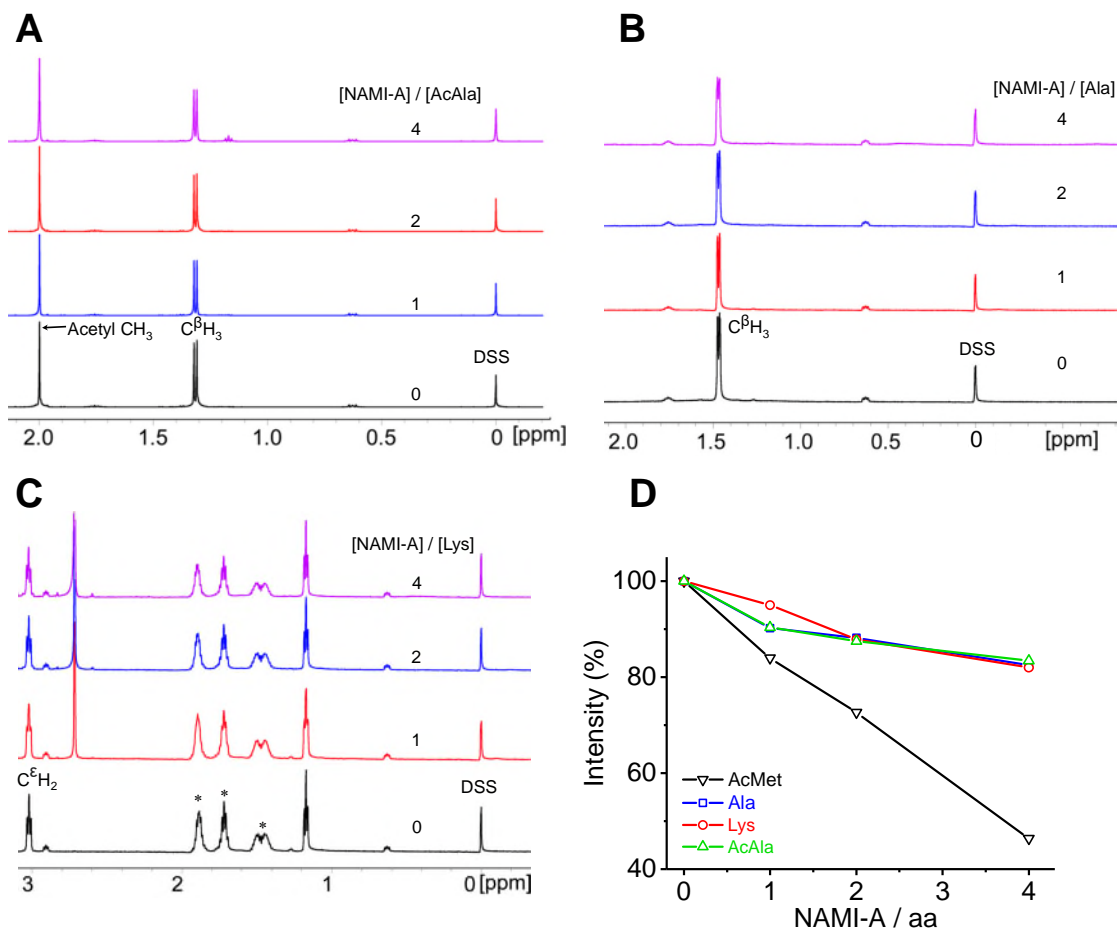 A
[NAMI-A] / [AcAla]
4
2
1
Acetyl CH₃
CᵝH₃
DSS
0
2.0 1.5 1.0 0.5 0 [ppm]
B
[NAMI-A] / [Ala]
4
2
1
CᵝH₃
DSS
0
2.0 1.5 1.0 0.5 0 [ppm]
C
[NAMI-A] / [Lys]
4
2
1
CᵋH₂
* * *
DSS
0
3 2 1 0 [ppm]
D
Intensity (%)
100
80
60
40
AcMet
Ala
Lys
AcAla
0 1 2 3 4
NAMI-A / aa